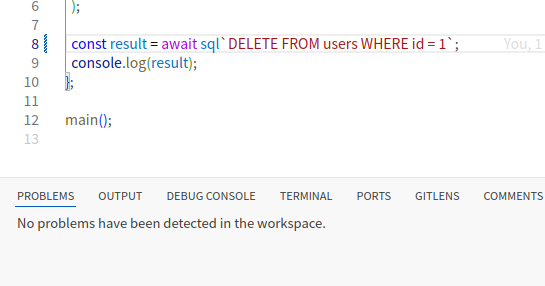 6 );
7
8 const result = await sql`DELETE FROM users WHERE id = 1`; You, 1
9 console.log(result);
10 };
11
12 main();
13
PROBLEMS OUTPUT DEBUG CONSOLE TERMINAL PORTS GITLENS COMMENTS
No problems have been detected in the workspace.